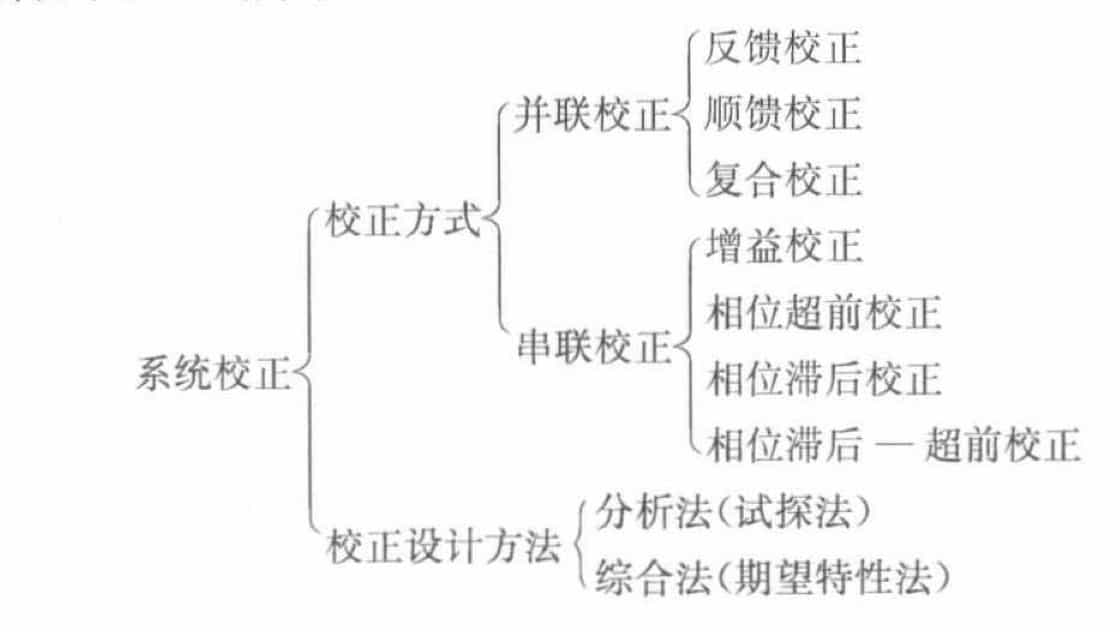 反馈校正
并联校正
顺馈校正
复合校正
校正方式
增益校正
相位超前校正
串联校正
系统校正
相位滞后校正
相位滞后 — 超前校正
分析法(试探法)
校正设计方法
综合法(期望特性法)